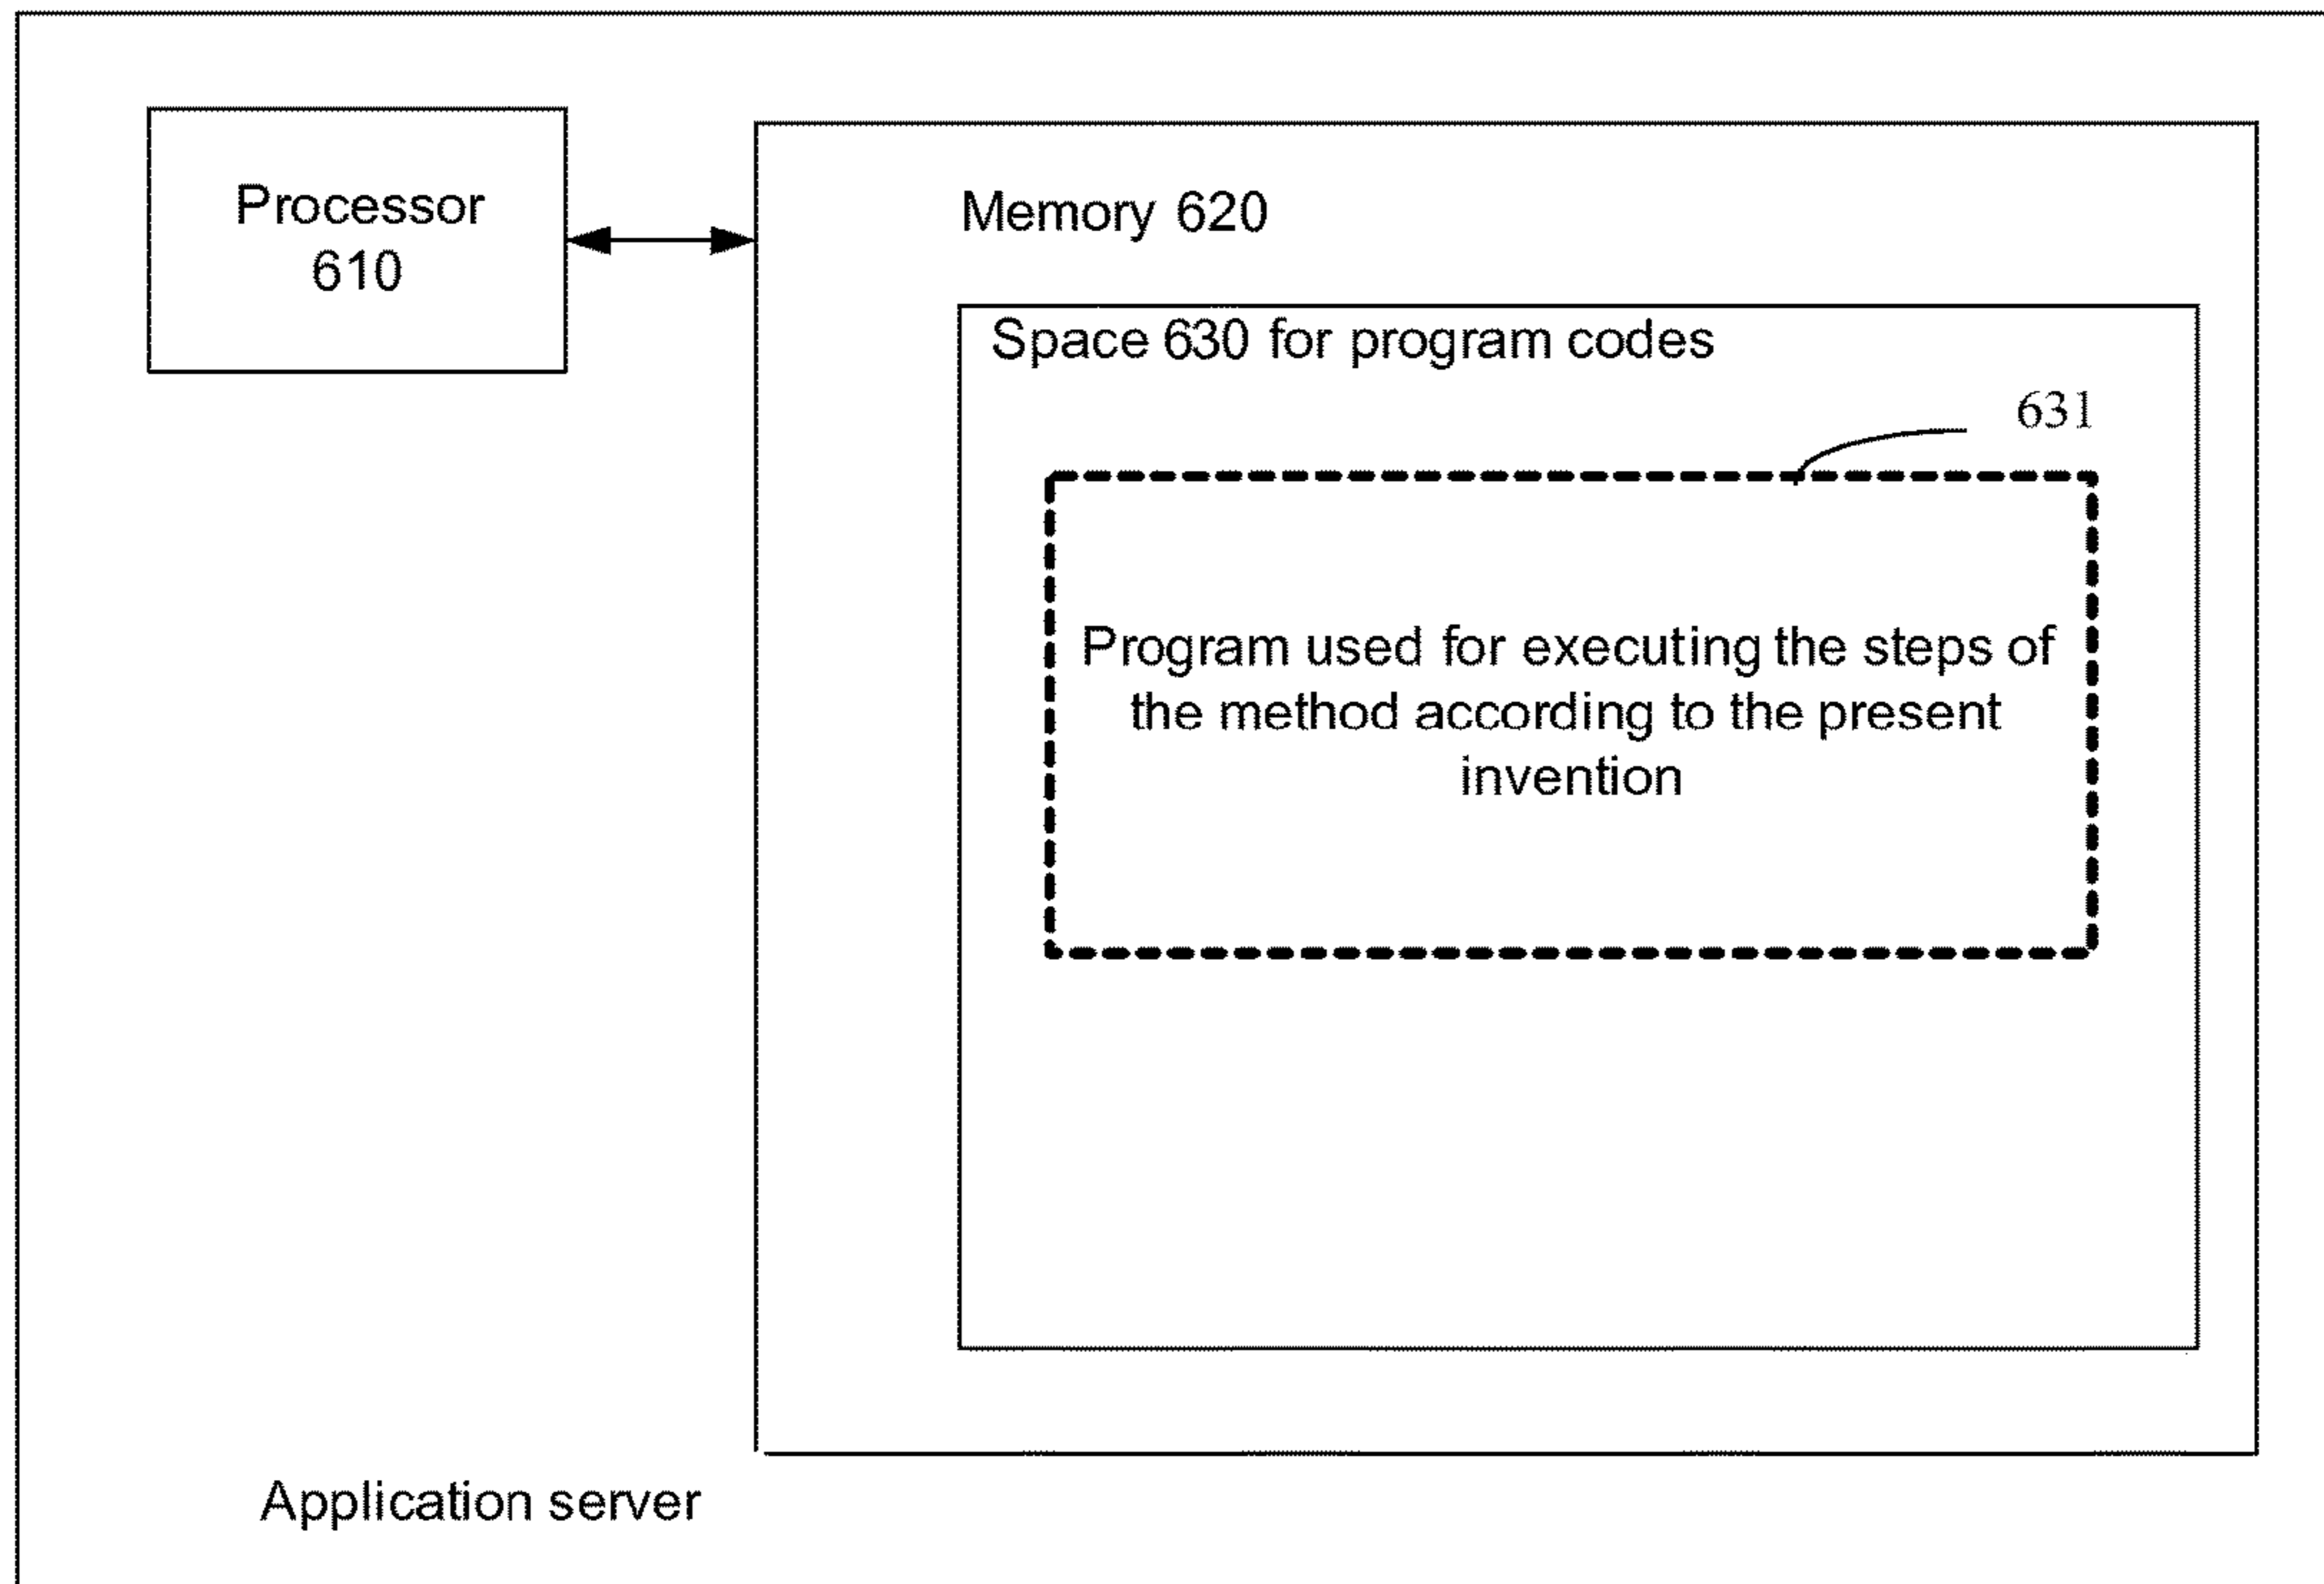 Processor
610
Memory 620
Space 630 for program codes
631
Program used for executing the steps of
the method according to the present
invention
Application server